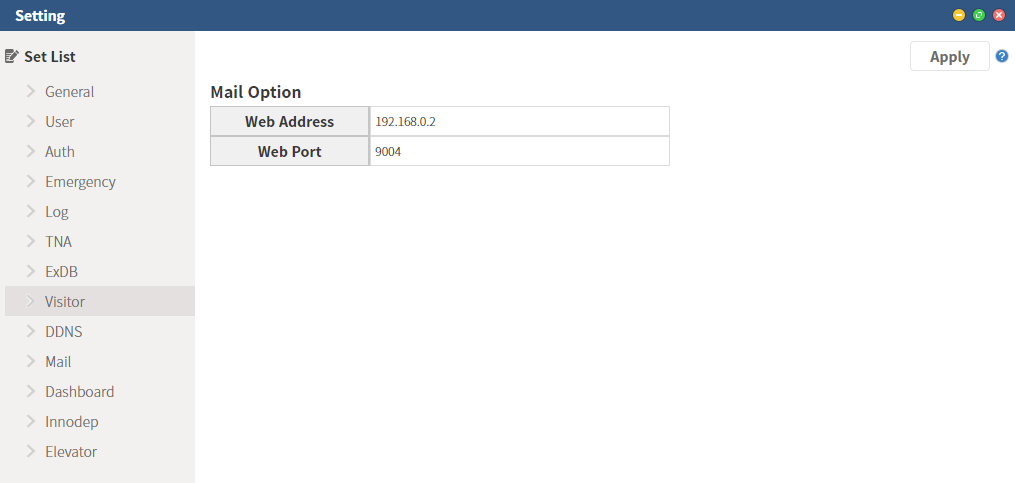 Setting
Set List
General
User
Auth
Emergency
Log
TNA
ExDB
Visitor
DDNS
Mail
Dashboard
Innodep
Elevator
Apply ?
Mail Option
Web Address 192.168.0.2
Web Port 9004